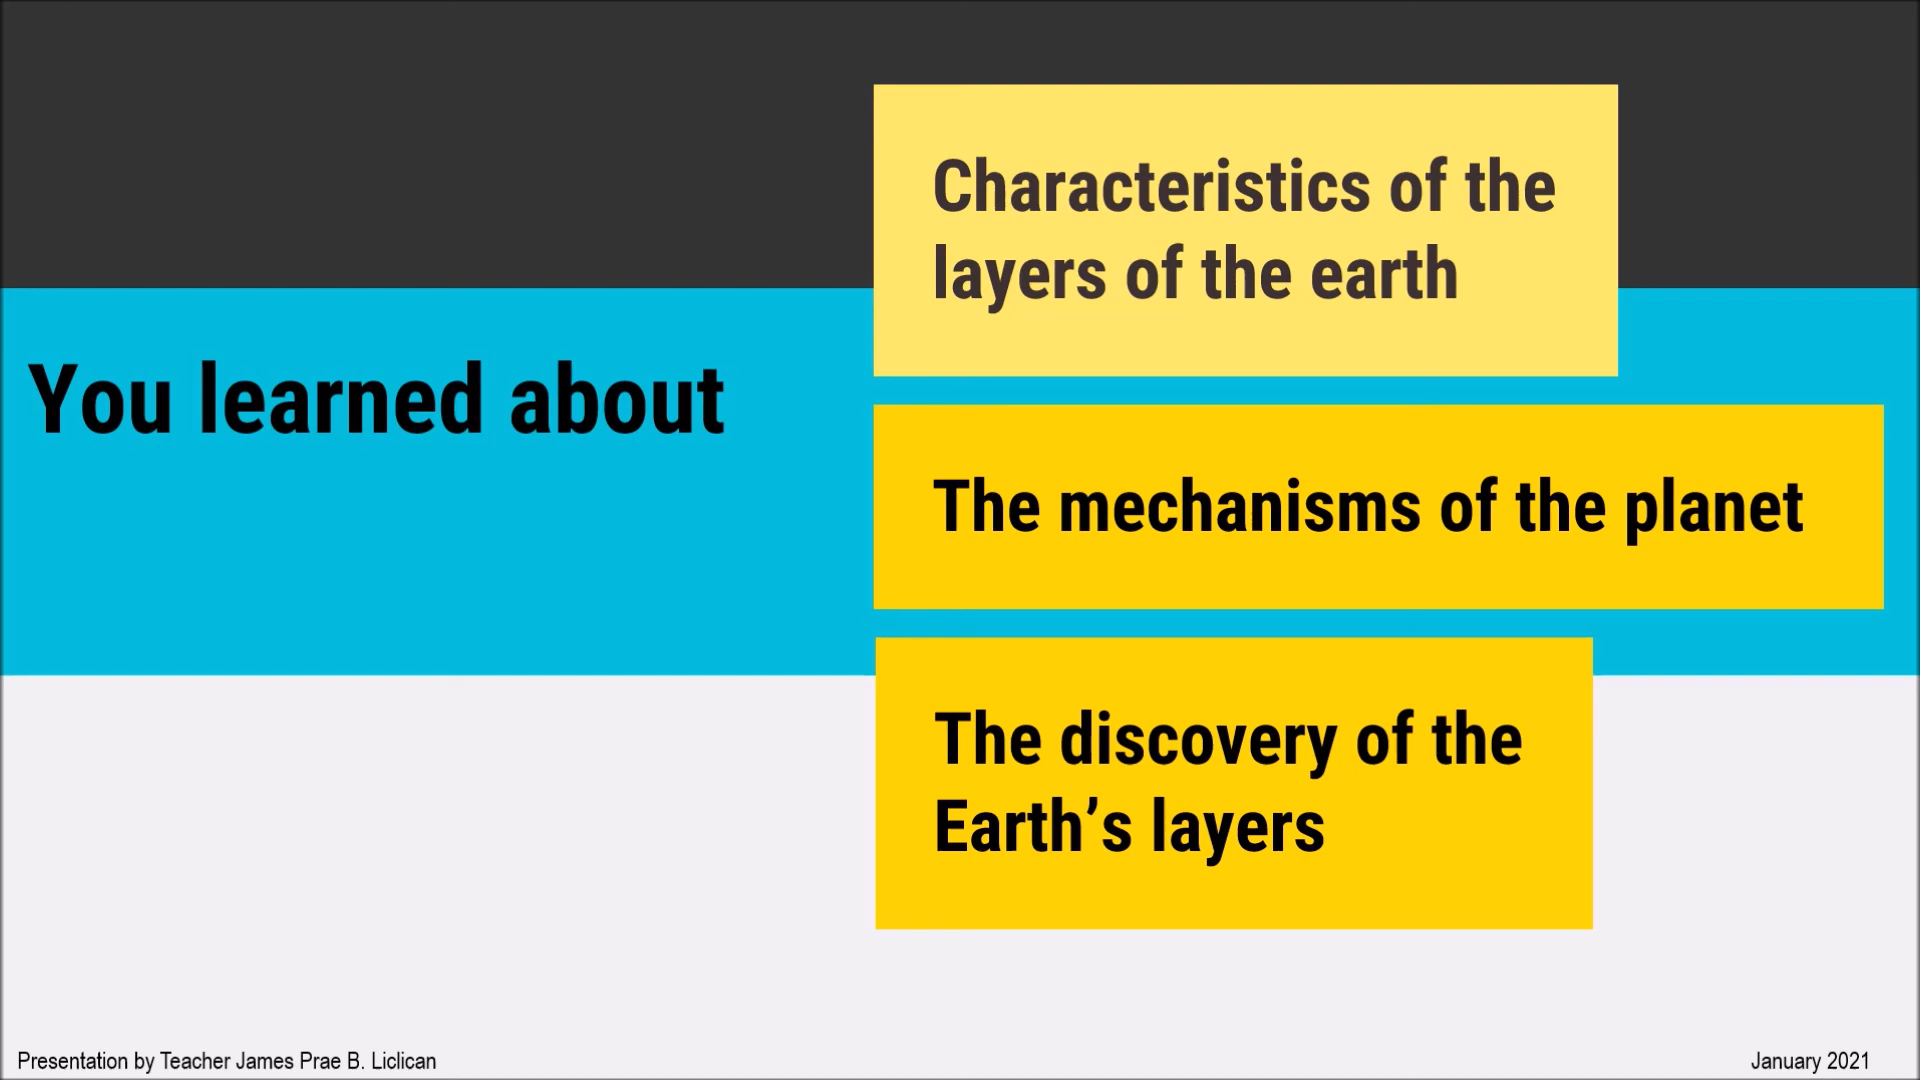 You learned about
Characteristics of the
layers of the earth
The mechanisms of the planet
The discovery of the
Earth’s layers
Presentation by Teacher James Prae B. Liclican
January 2021